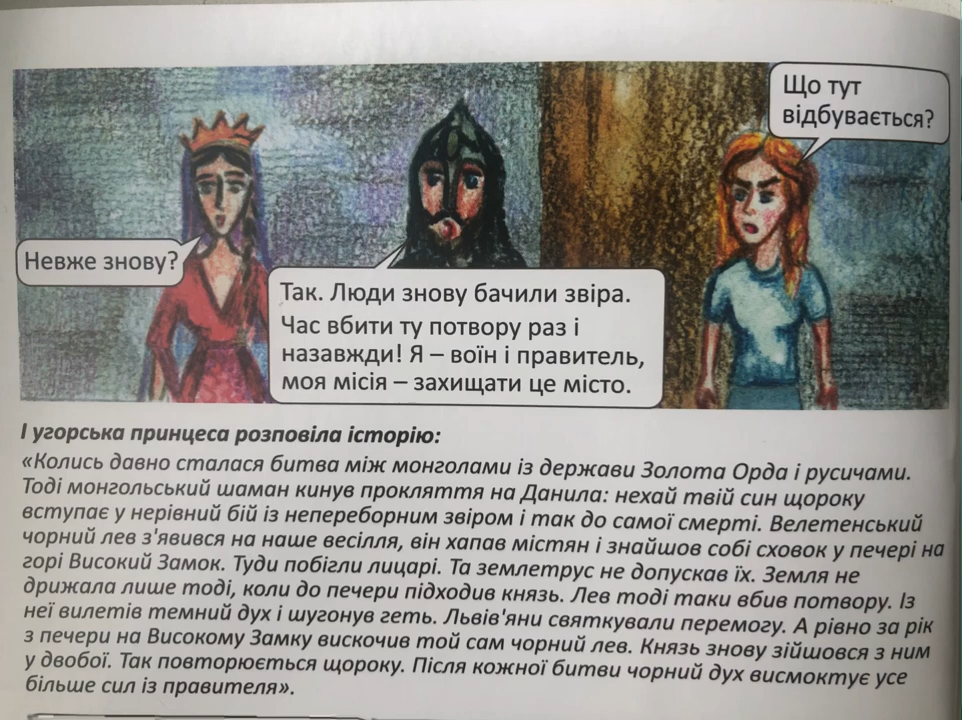 Невже знову?
Так. Люди знову бачили звіра.
Час вбити ту потвору раз і
назавжди! Я – воїн і правитель,
моя місія – захищати це місто.
Що тут
відбувається?
І угорська принцеса розповіла історію:
«Колись давно сталася битва між монголами із держави Золота Орда і русичами.
Тоді монгольський шаман кинув прокляття на Данила: нехай твій син щороку
вступає у нерівний бій із непереборним звіром і так до самої смерті. Велетенський
чорний лев з'явився на наше весілля, він хапав містян і знайшов собі сховок у печері на
горі Високий Замок. Туди побігли лицарі. Та землетрус не допускав їх. Земля не
дрижала лише тоді, коли до печери підходив князь. Лев тоді таки вбив потвору. Із
неї вилетів темний дух і шугонув геть. Львів'яни святкували перемогу. А рівно за рік
з печери на Високому Замку вискочив той сам чорний лев. Князь знову зійшовся з ним
у двобої. Так повторюється щороку. Після кожної битви чорний дух висмоктує усе
більше сил із правителя».